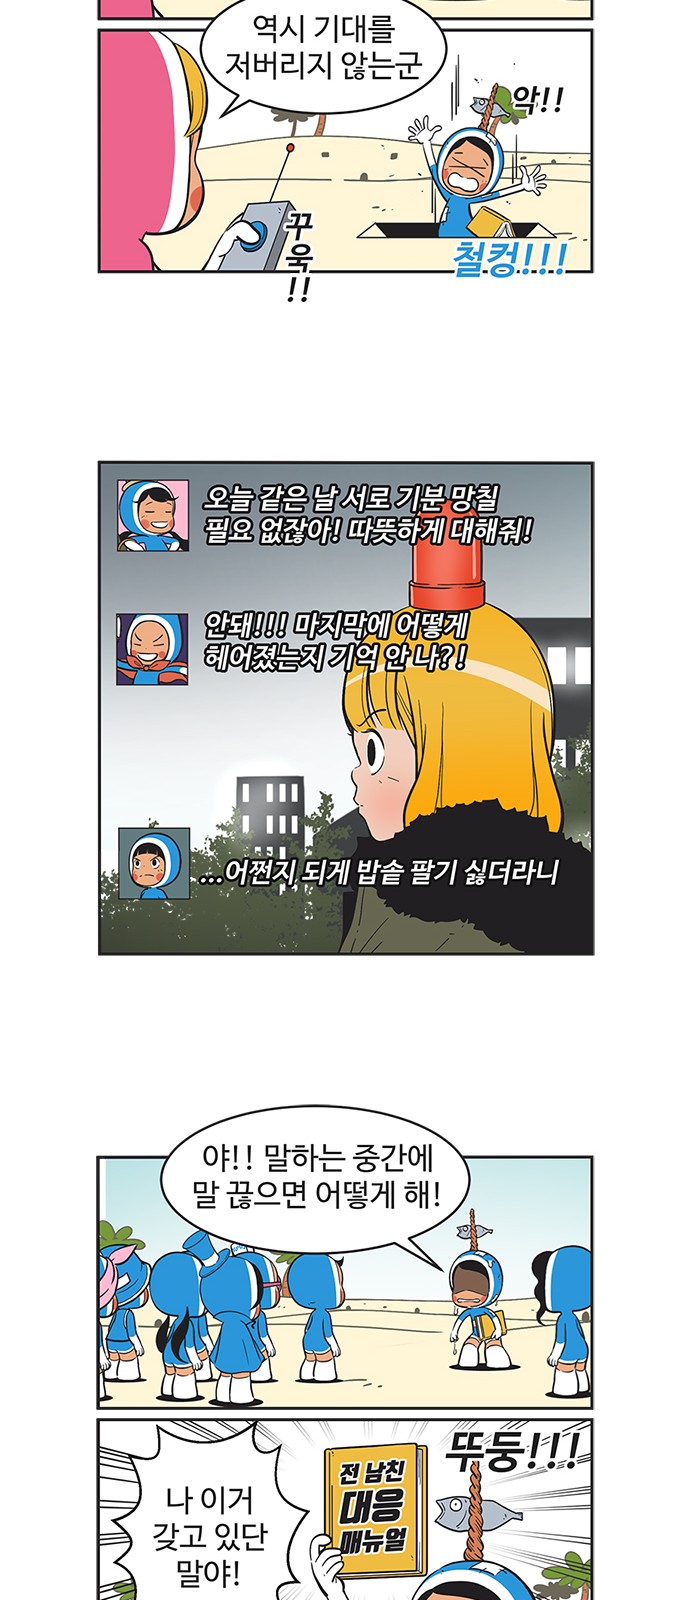 역시 기대를
저버리지 않는군
악!!
꾸욱!!
철컹!!!
오늘 같은 날 서로 기분 망칠
필요 없잖아! 따뜻하게 대해줘!
안돼!!! 마지막에 어떻게
헤어졌는지 기억 안 나?!
...어쩐지 되게 밥솥 팔기 싫더라니
야!! 말하는 중간에
말 끊으면 어떻게 해!
뚜둥!!!
나 이거
갖고 있단
말야!
전 남친
대응
매뉴얼